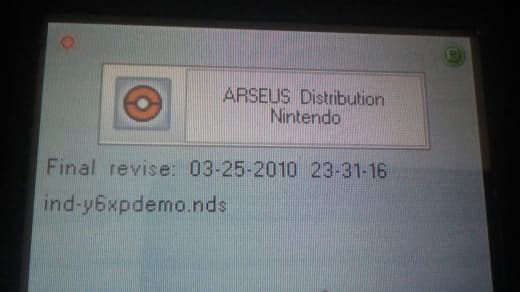 ARSEUS Distribution
Nintendo
Final revise: 03-25-2010 23-31-16
ind-y6xpdemo.nds